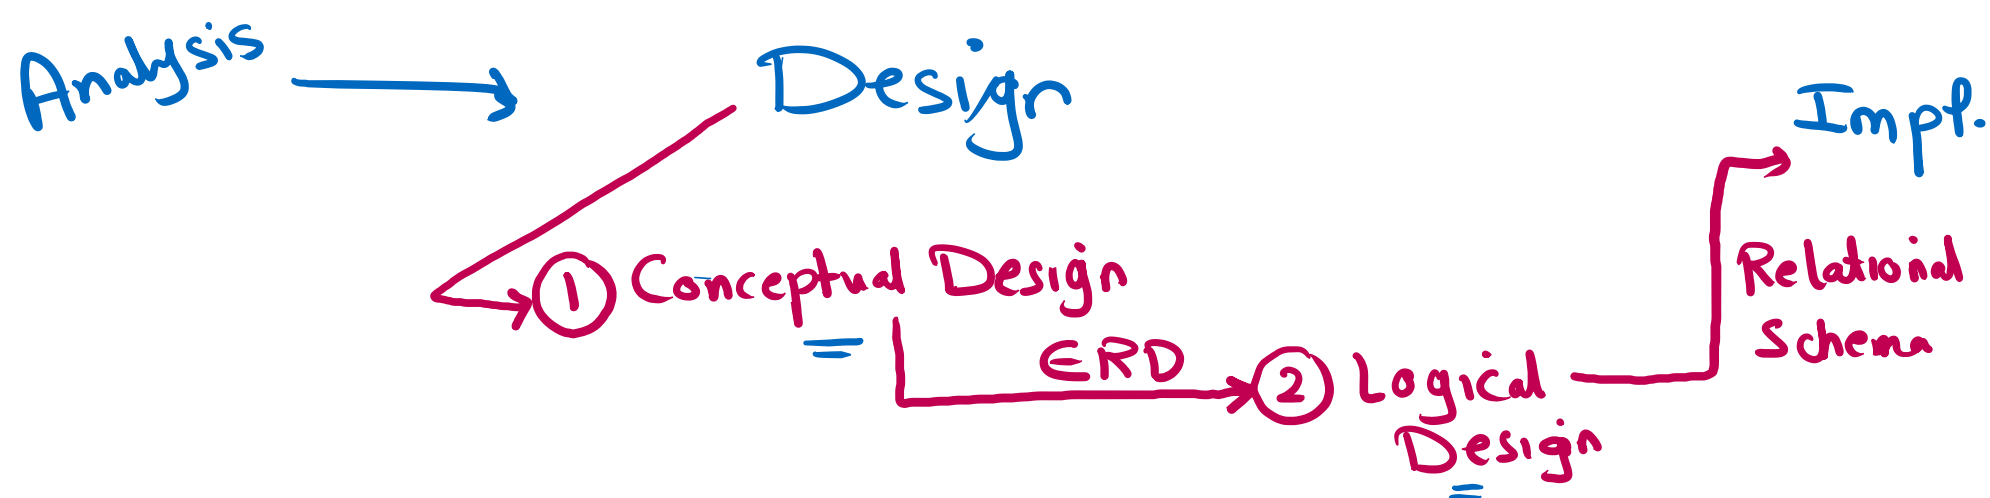 Analysis
Design
Impl.
1 Conceptual Design
Relational
Schema
ERD
2 Logical
Design